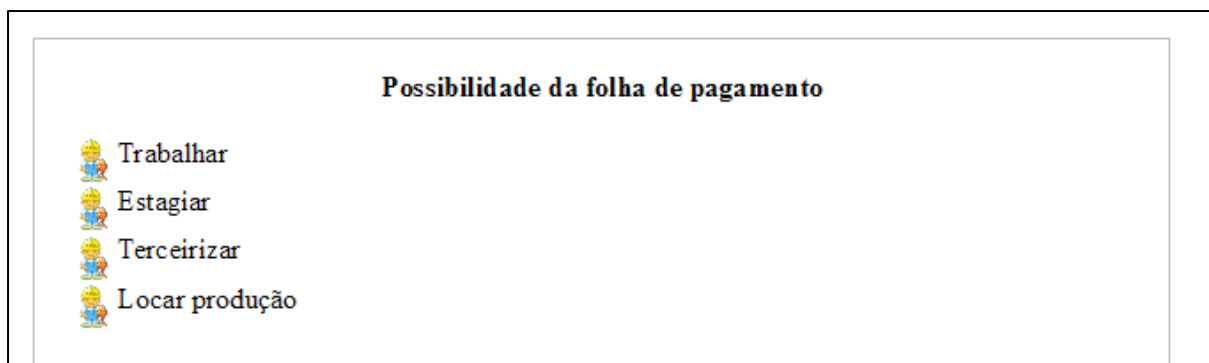 Possibilidade da folha de pagamento
Trabalhar
Estagiar
Terceirizar
Locar produção